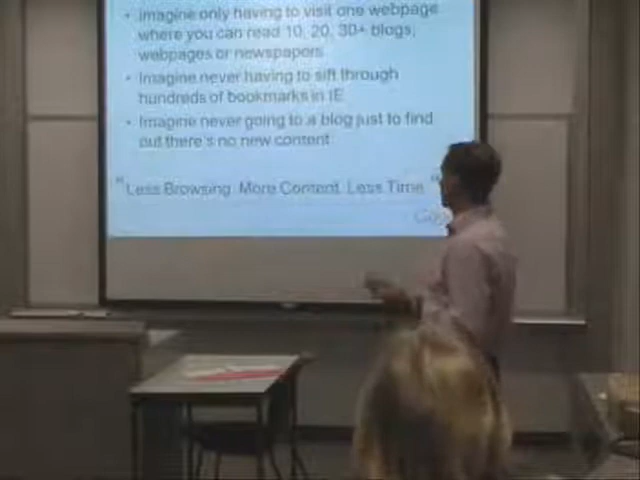 • Imagine only having to visit one webpage
where you can read 10, 20, 30+ blogs,
webpages or newspapers
• Imagine never having to sift through
hundreds of bookmarks in IE
• Imagine never going to a blog just to find
out there's no new content
"Less Browsing. More Content. Less Time."